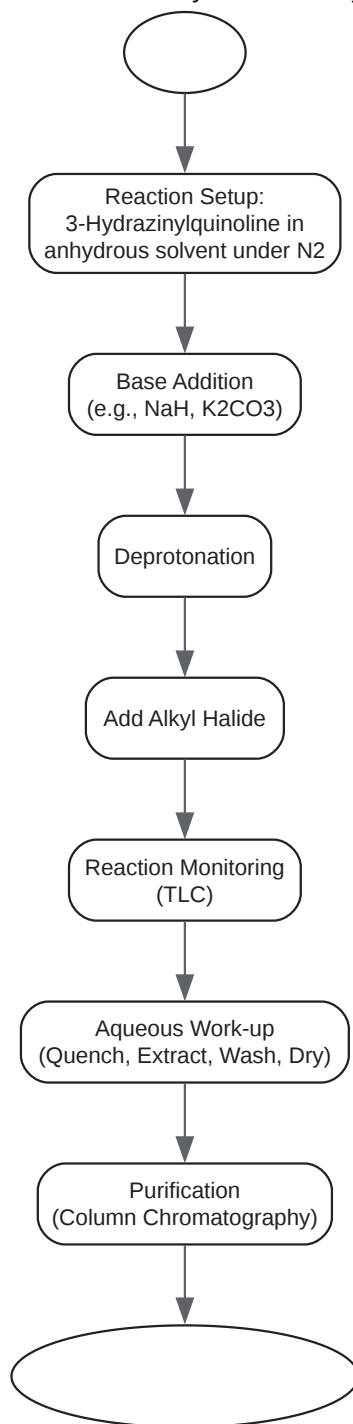 Reaction Setup:
3-Hydrazinylquinoline in
anhydrous solvent under N2
Base Addition
(e.g., NaH, K2CO3)
Deprotonation
Add Alkyl Halide
Reaction Monitoring
(TLC)
Aqueous Work-up
(Quench, Extract, Wash, Dry)
Purification
(Column Chromatography)